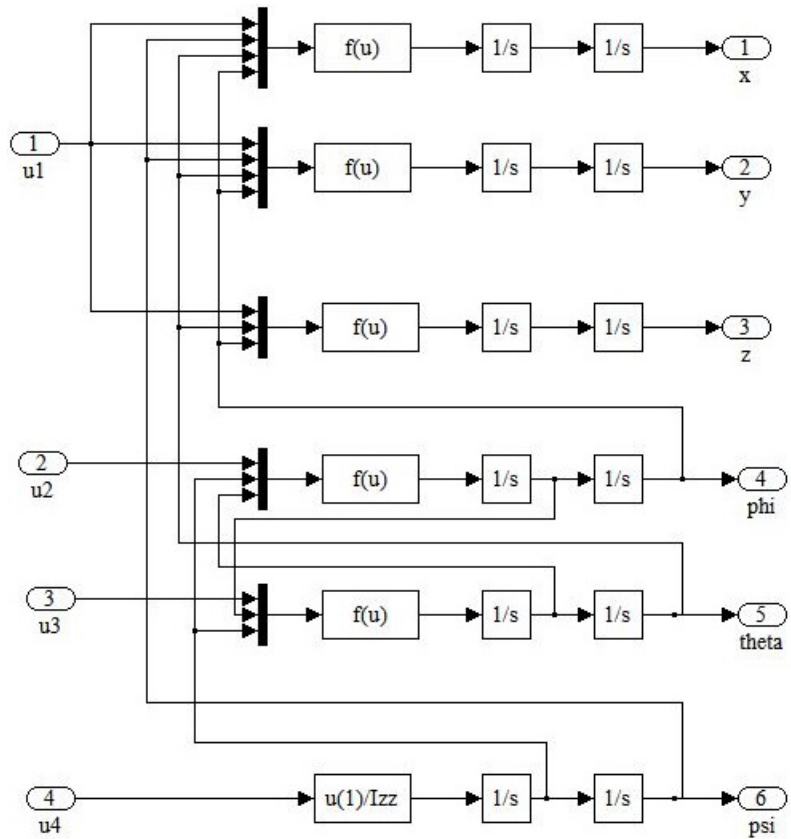 f(u) 1/s 1/s 1
x
1
u1
f(u) 1/s 1/s 2
y
f(u) 1/s 1/s 3
z
2
u2
f(u) 1/s 1/s 4
phi
3
u3
f(u) 1/s 1/s 5
theta
4
u4
u(1)/Izz 1/s 1/s 6
psi